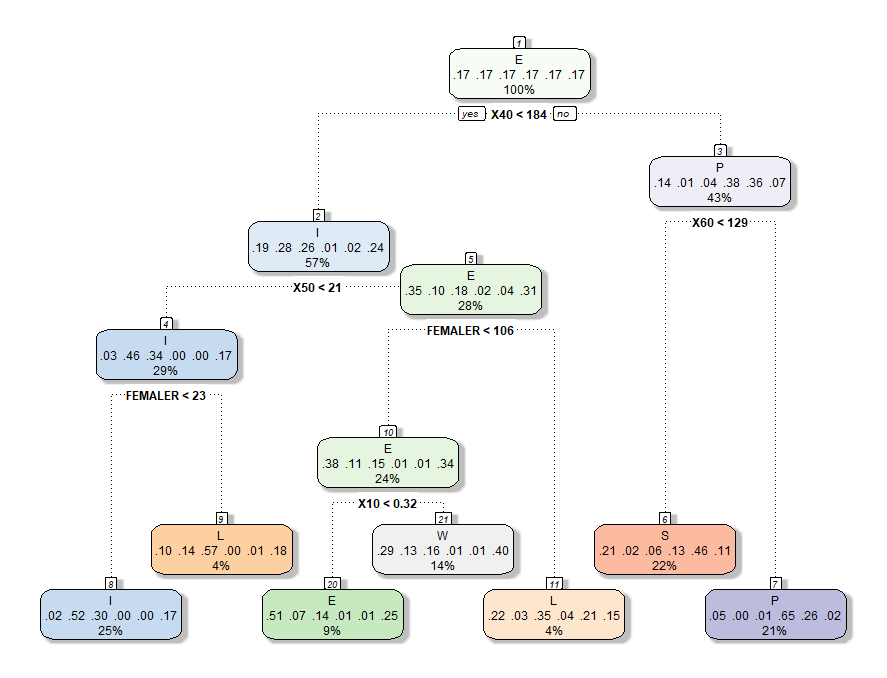 1
E
.17 .17 .17 .17 .17 .17
100%
yes X40 < 184 no
3
P
.14 .01 .04 .38 .36 .07
43%
2
I
.19 .28 .26 .01 .02 .24
57%
X60 < 129
5
E
.35 .10 .18 .02 .04 .31
28%
X50 < 21
4
I
.03 .46 .34 .00 .00 .17
29%
FEMALER < 106
FEMALER < 23
10
E
.38 .11 .15 .01 .01 .34
24%
X10 < 0.32
9
L
.10 .14 .57 .00 .01 .18
4%
21
W
.29 .13 .16 .01 .01 .40
14%
6
S
.21 .02 .06 .13 .46 .11
22%
8
I
.02 .52 .30 .00 .00 .17
25%
20
E
.51 .07 .14 .01 .01 .25
9%
11
L
.22 .03 .35 .04 .21 .15
4%
7
P
.05 .00 .01 .65 .26 .02
21%